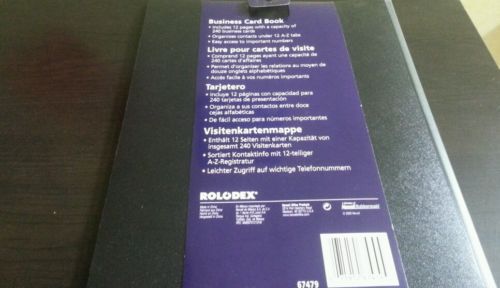 Business Card Book
• Includes 12 pages with a capacity of
240 business cards
• Organizes contacts under 12 A-Z tabs
• Easy access to important numbers
Livre pour cartes de visite
• Comprend 12 pages ayant une capacité de
240 cartes d'affaires
• Permet d'organizer les relations au moyen de
douze onglets alphabétiques
• Accès facile à vos numéros importants
Tarjetero
• Incluye 12 páginas con capacidad para
240 tarjetas de presentación
• Organiza a sus contactos entre doce
cejas alfabéticas
• De fácil acceso para números importantes
Visitenkartenmappe
• Enthält 12 Seiten mit einer Kapazität von
insgesamt 240 Visitenkarten
• Sortiert Kontaktinfo mit 12-teiliger
A-Z-Registratur
• Leichter Zugriff auf wichtige Telefonnummern
ROLODEX®
Made in China
67479